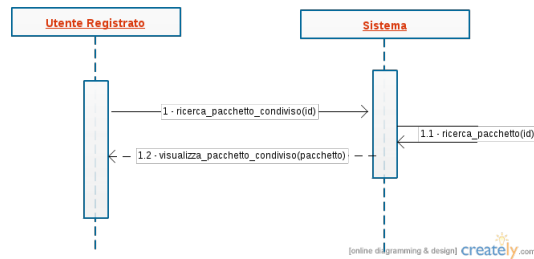 Utente Registrato
Sistema
1 - ricerca_pacchetto_condiviso(id)
1.1 - ricerca_pacchetto(id)
1.2 - visualizza_pacchetto_condiviso(pacchetto)
[online diagramming & design] creately.com